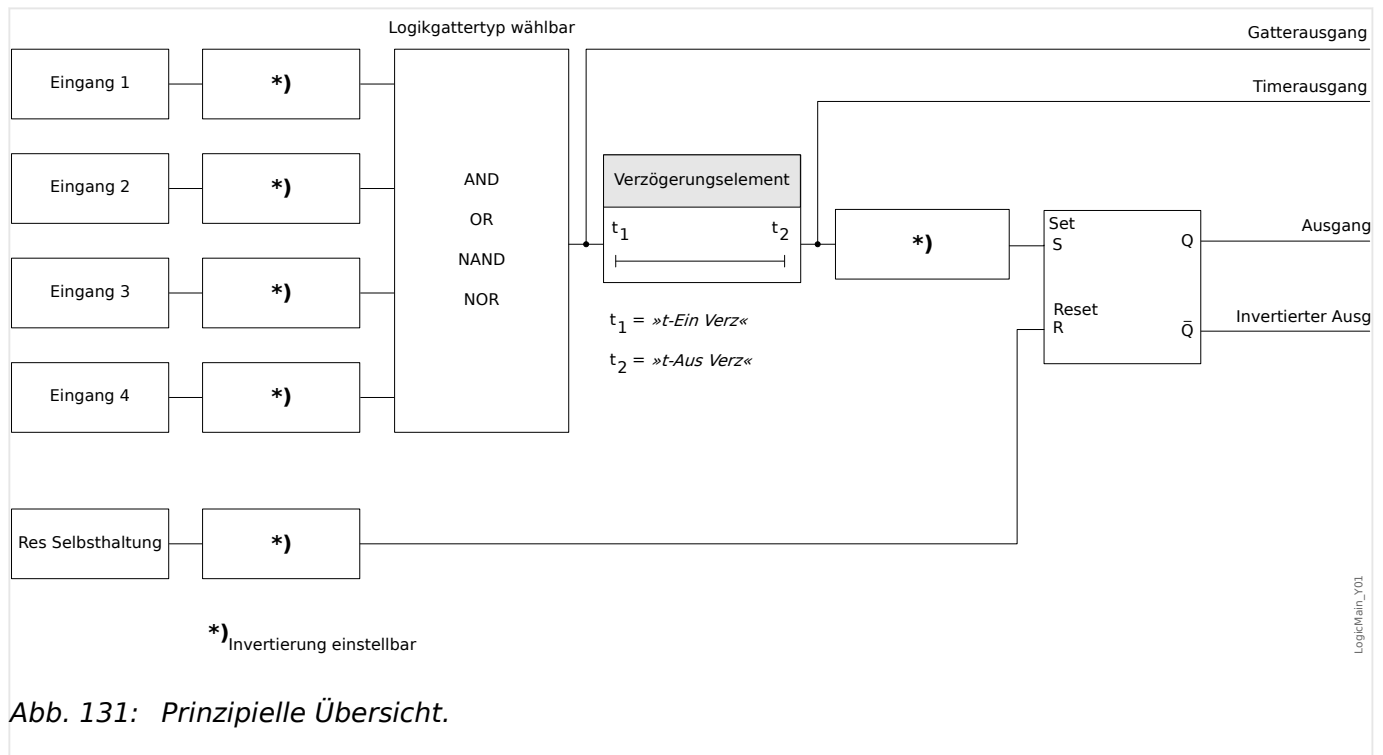 Logikgattertyp wählbar
Gatterausgang
Timerausgang
Eingang 1
*)
Eingang 2
*)
Eingang 3
*)
Eingang 4
*)
AND
OR
NAND
NOR
Verzögerungselement
t1
t2
t1 = »t-Ein Verz«
t2 = »t-Aus Verz«
*)
Set
S
Q
Reset
R
Q̄
Ausgang
Invertierter Ausg
Res Selbsthaltung
*)
*) Invertierung einstellbar
LogicMain_Y01
Abb. 131: Prinzipielle Übersicht.